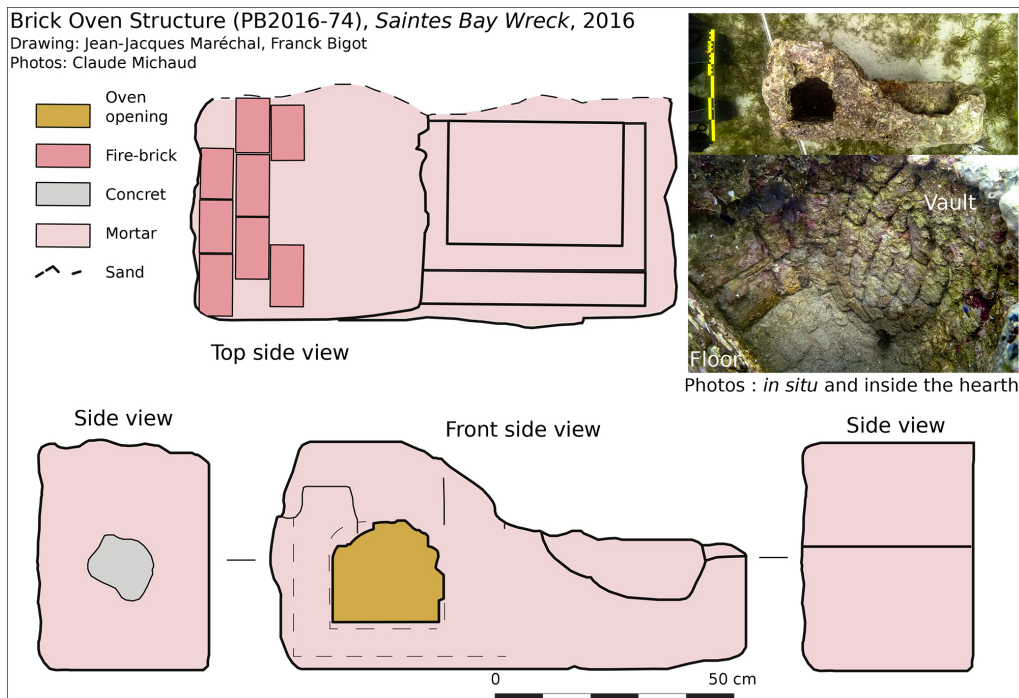 Brick Oven Structure (PB2016-74), Saintes Bay Wreck, 2016
Drawing: Jean-Jacques Maréchal, Franck Bigot
Photos: Claude Michaud
Oven
opening
Fire-brick
Concret
Mortar
Sand
Top side view
Vault
Floor
Photos : in situ and inside the hearth
Side view
Front side view
Side view
0
50 cm